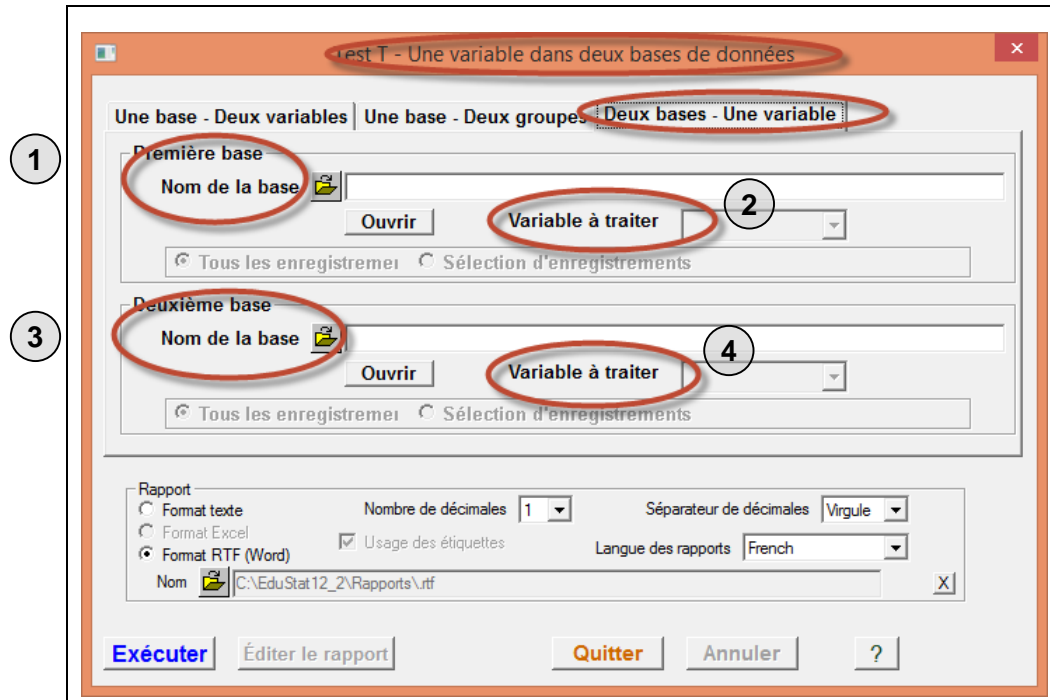 Test T - Une variable dans deux bases de données
×
Une base - Deux variables Une base - Deux groupes Deux bases - Une variable
Première base
1
Nom de la base
2
Ouvrir Variable à traiter
Tous les enregistremer Sélection d'enregistrements
Deuxième base
3
Nom de la base
4
Ouvrir Variable à traiter
Tous les enregistremer Sélection d'enregistrements
Rapport
Format texte Nombre de décimales 1 Séparateur de décimales Virgule
Format Excel Usage des étiquettes
Format RTF (Word) Langue des rapports French
Nom C:\EduStat12_2\Rapports\.rtf X
Exécuter Éditer le rapport Quitter Annuler ?